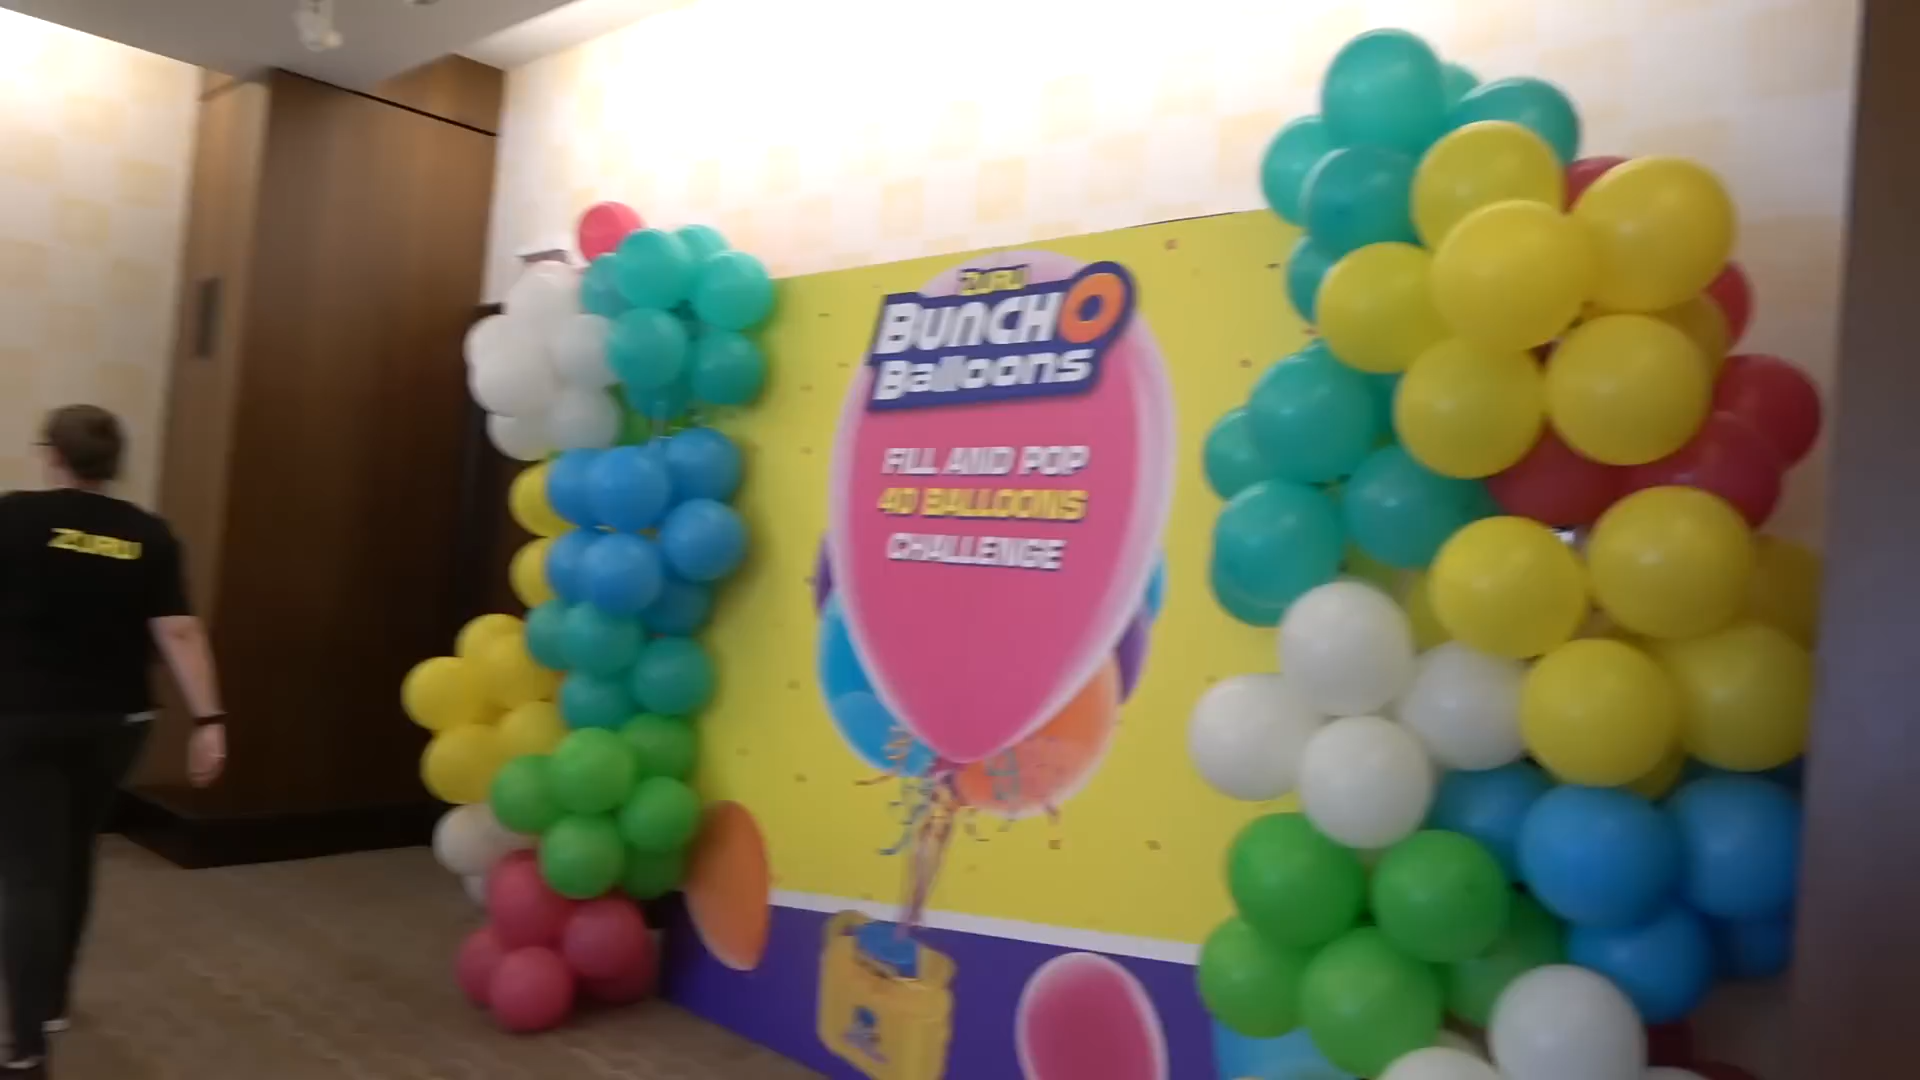 ZURU
ZURU
BUNCH O
Balloons
FILL AND POP
40 BALLOONS
CHALLENGE